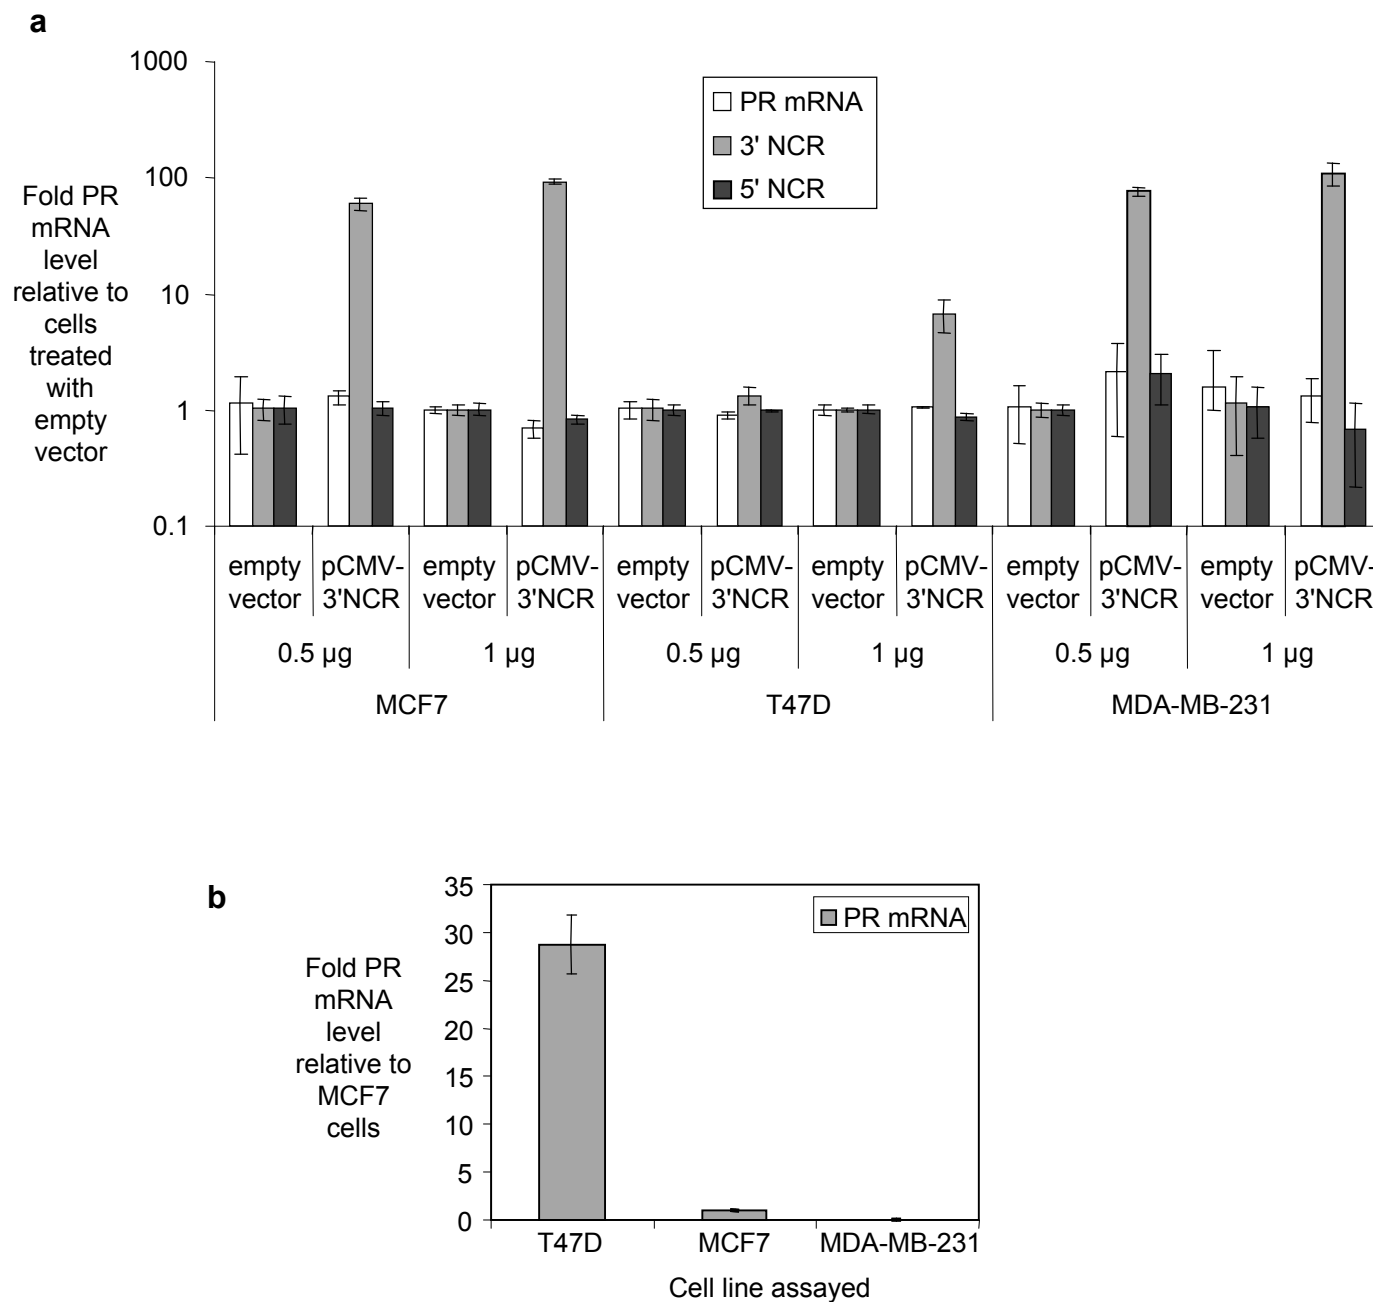 a
1000
100
10
1
0.1
Fold PR
mRNA
level
relative to
cells
treated
with
empty
vector
PR mRNA
3' NCR
5' NCR
empty pCMV- empty pCMV- empty pCMV- empty pCMV- empty pCMV- empty pCMV-
vector 3'NCR vector 3'NCR vector 3'NCR vector 3'NCR vector 3'NCR vector 3'NCR
0.5 µg 1 µg 0.5 µg 1 µg 0.5 µg 1 µg
MCF7 T47D MDA-MB-231
b
35
30
25
20
15
10
5
0
Fold PR
mRNA
level
relative to
MCF7
cells
PR mRNA
T47D MCF7 MDA-MB-231
Cell line assayed